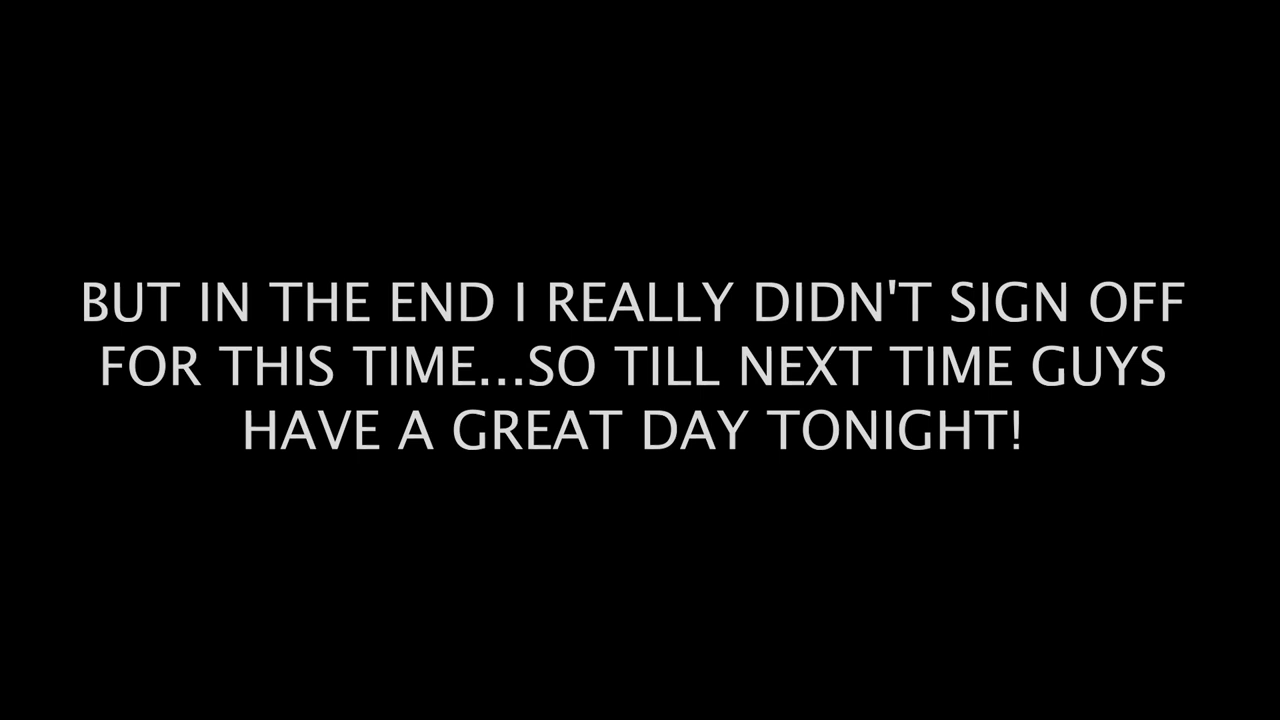 BUT IN THE END I REALLY DIDN'T SIGN OFF
FOR THIS TIME...SO TILL NEXT TIME GUYS
HAVE A GREAT DAY TONIGHT!